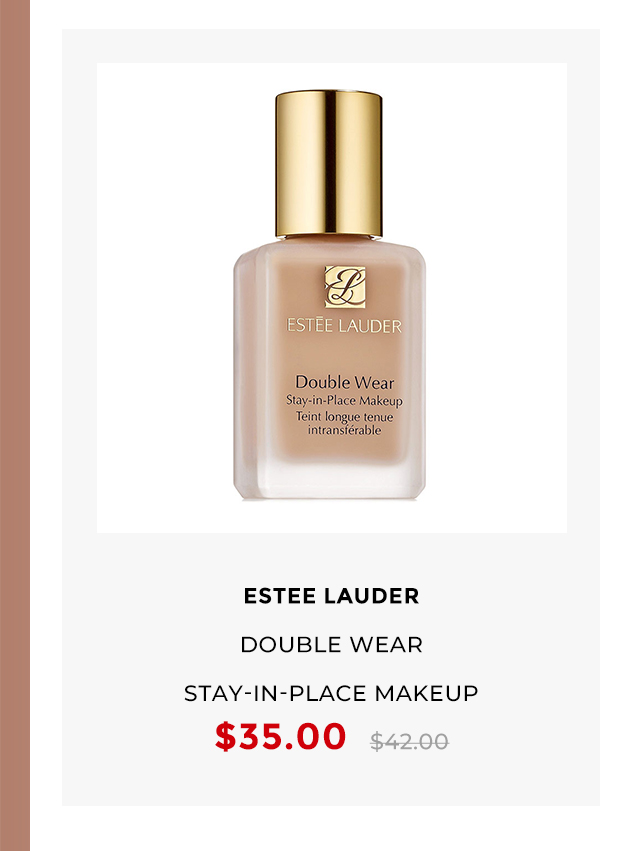 ESTĒE LAUDER
Double Wear
Stay-in-Place Makeup
Teint longue tenue
intransférable
ESTEE LAUDER
DOUBLE WEAR
STAY-IN-PLACE MAKEUP
$35.00 $42.00